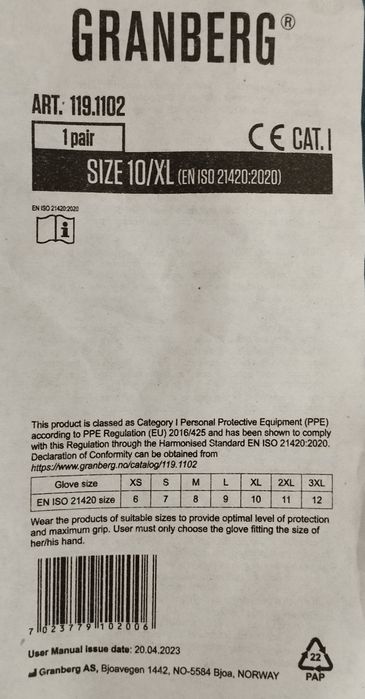 GRANBERG®
ART.: 119.1102
1 pair
CE CAT. I
SIZE 10/XL (EN ISO 21420:2020)
EN ISO 21420:2020
i
This product is classed as Category I Personal Protective Equipment (PPE)
according to PPE Regulation (EU) 2016/425 and has been shown to comply
with this Regulation through the Harmonised Standard EN ISO 21420:2020.
Declaration of Conformity can be obtained from
https://www.granberg.no/catalog/119.1102
Glove size XS S M L XL 2XL 3XL
EN ISO 21420 size 6 7 8 9 10 11 12
Wear the products of suitable sizes to provide optimal level of protection
and maximum grip. User must only choose the glove fitting the size of
her/his hand.
7 023779 102006
User Manual issue date: 20.04.2023
Granberg AS, Bjoavegen 1442, NO-5584 Bjoa, NORWAY
22
PAP